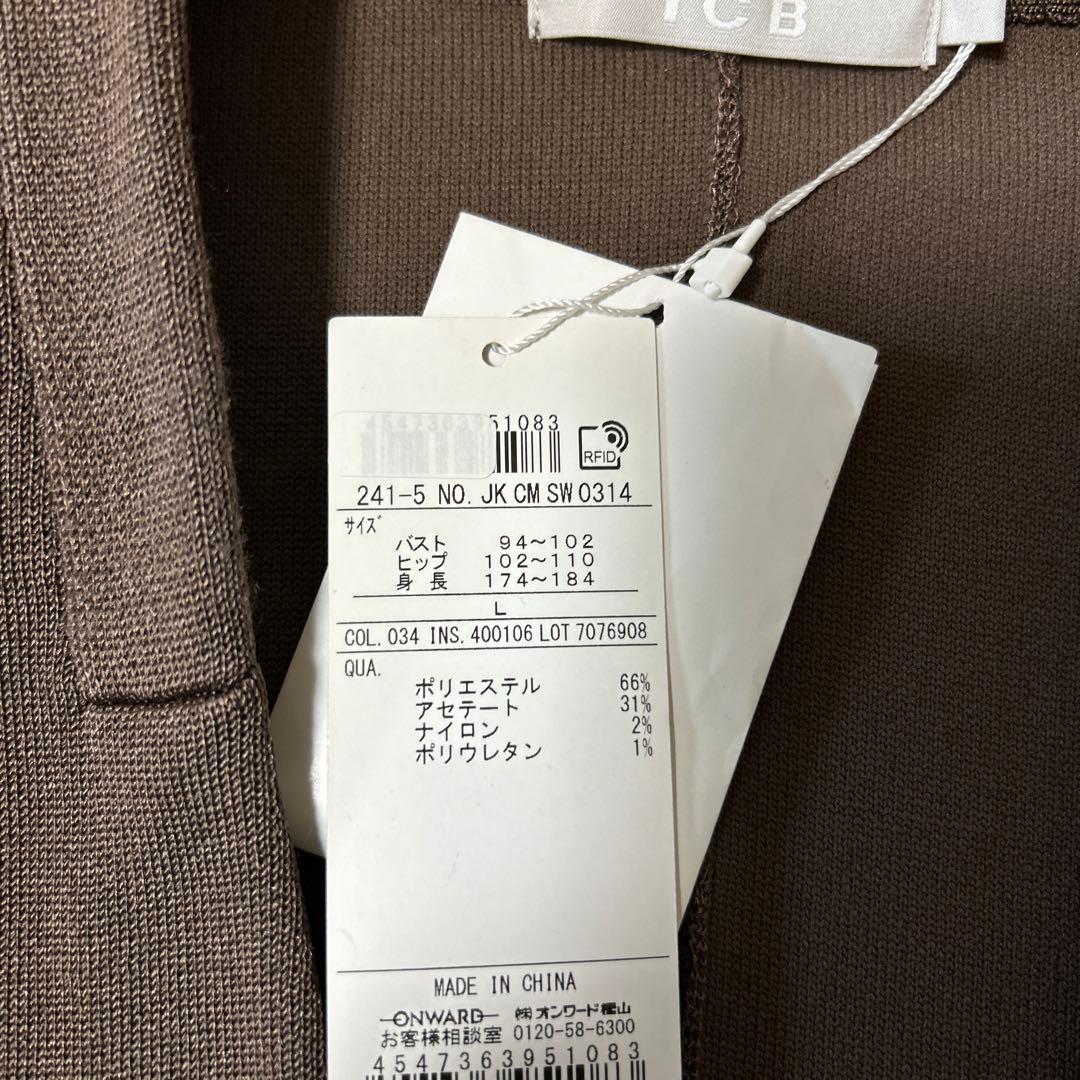 ICB
4547363951083
RFID
241-5 NO. JK CM SW 0314
サイズ
バスト 94～102
ヒップ 102～110
身長 174～184
L
COL. 034 INS. 400106 LOT 7076908
QUA.
ポリエステル 66%
アセテート 31%
ナイロン 2%
ポリウレタン 1%
MADE IN CHINA
ONWARD ㈱オンワード樫山
お客様相談室 0120-58-6300
4547363951083